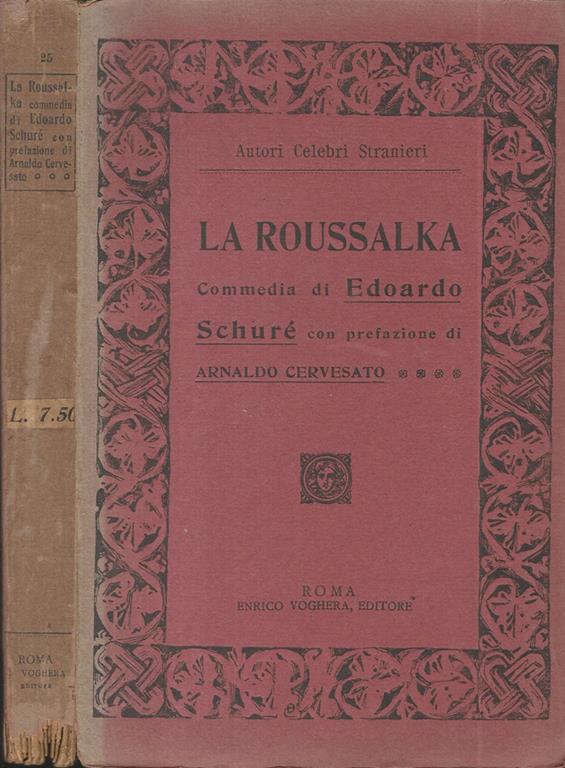 25
La Roussal-
ka commedia
di Edoardo
Schuré con
prefazione di
Arnaldo Cerve-
sato
L. 7.50
ROMA
VOGHERA
EDITORE
Autori Celebri Stranieri
LA ROUSSALKA
Commedia di Edoardo
Schuré con prefazione di
ARNALDO CERVESATO
ROMA
ENRICO VOGHERA, EDITORE